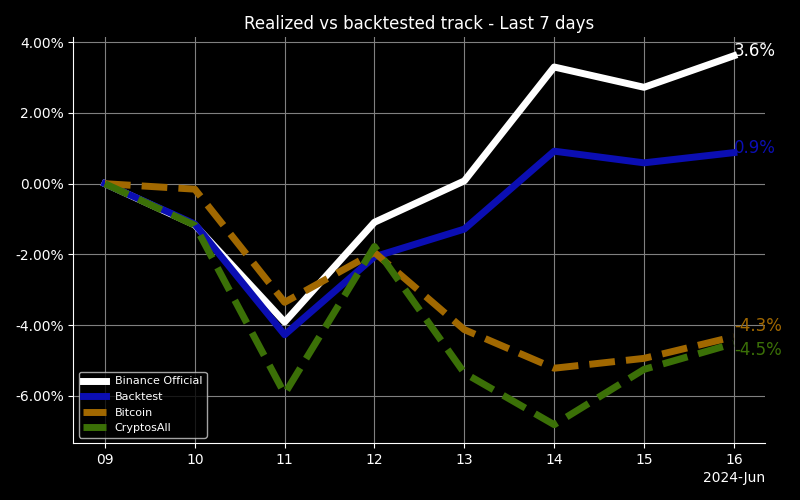 Realized vs backtested track - Last 7 days
4.00%
2.00%
0.00%
-2.00%
-4.00%
-6.00%
3.6%
0.9%
-4.3%
-4.5%
Binance Official
Backtest
Bitcoin
CryptosAll
09 10 11 12 13 14 15 16
2024-Jun